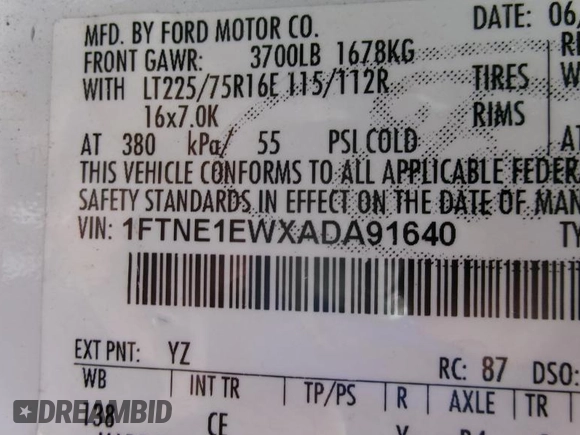 MFD. BY FORD MOTOR CO.
DATE: 06
FRONT GAWR: 3700LB 1678KG
WITH LT225/75R16E 115/112R TIRES
16x7.0K RIMS
AT 380 kPa/ 55 PSI COLD
THIS VEHICLE CONFORMS TO ALL APPLICABLE FEDER
SAFETY STANDARDS IN EFFECT ON THE DATE OF MAN
VIN: 1FTNE1EWXADA91640
EXT PNT: YZ RC: 87 DSO:
WB INT TR TP/PS R AXLE TR
138 CE
DREAMBID